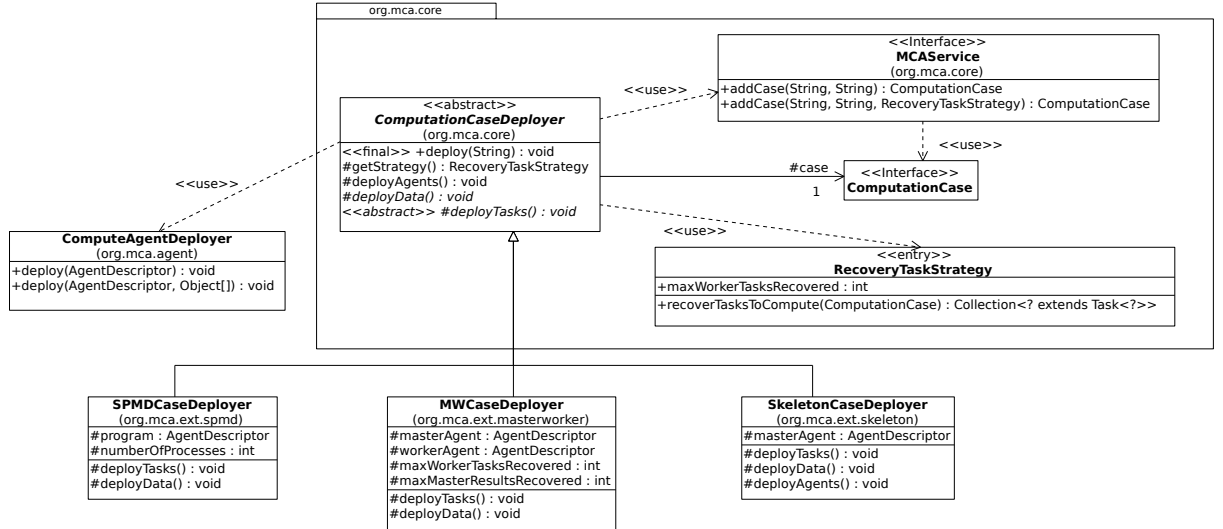 org.mca.core
<<Interface>>
MCAService
(org.mca.core)
+addCase(String, String) : ComputationCase
+addCase(String, String, RecoveryTaskStrategy) : ComputationCase
<<use>>
<<abstract>>
ComputationCaseDeployer
(org.mca.core)
<<final>> +deploy(String) : void
#getStrategy() : RecoveryTaskStrategy
#deployAgents() : void
#deployData() : void
<<abstract>> #deployTasks() : void
<<use>>
#case
1
<<Interface>>
ComputationCase
<<use>>
<<use>>
ComputeAgentDeployer
(org.mca.agent)
+deploy(AgentDescriptor) : void
+deploy(AgentDescriptor, Object[]) : void
<<entry>>
RecoveryTaskStrategy
+maxWorkerTasksRecovered : int
+recoverTasksToCompute(ComputationCase) : Collection<? extends Task<?>>
SPMDCaseDeployer
(org.mca.ext.spmd)
#program : AgentDescriptor
#numberOfProcesses : int
#deployTasks() : void
#deployData() : void
MWCaseDeployer
(org.mca.ext.masterworker)
#masterAgent : AgentDescriptor
#workerAgent : AgentDescriptor
#maxWorkerTasksRecovered : int
#maxMasterResultsRecovered : int
#deployTasks() : void
#deployData() : void
SkeletonCaseDeployer
(org.mca.ext.skeleton)
#masterAgent : AgentDescriptor
#deployTasks() : void
#deployData() : void
#deployAgents() : void